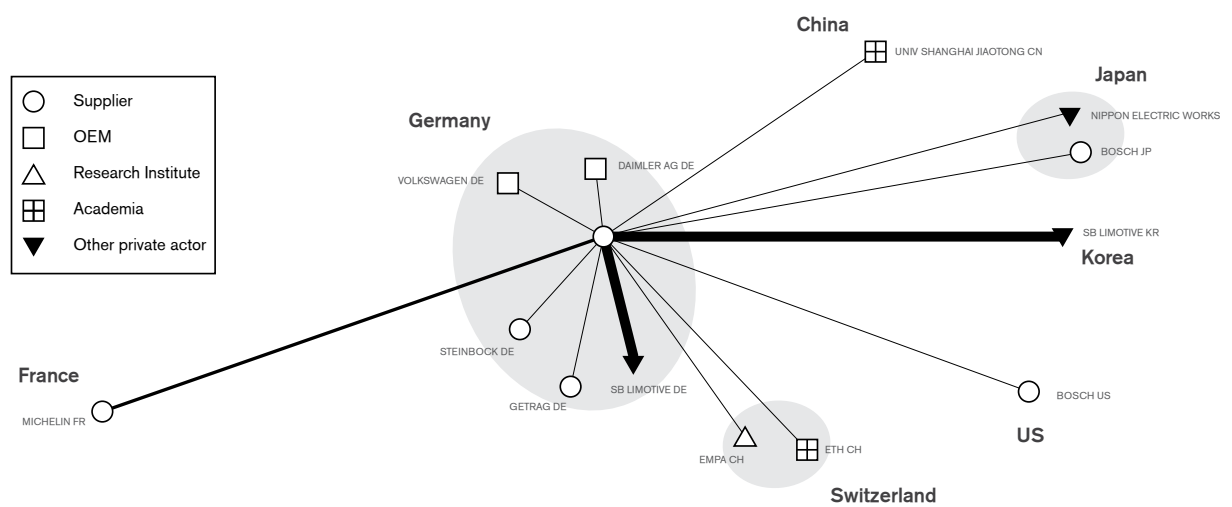 China
UNIV SHANGHAI JIAOTONG CN
Japan
NIPPON ELECTRIC WORKS
BOSCH JP
Supplier
OEM
Research Institute
Academia
Other private actor
Germany
VOLKSWAGEN DE
DAIMLER AG DE
SB LIMOTIVE KR
Korea
STEINBOCK DE
GETRAG DE
SB LIMOTIVE DE
France
MICHELIN FR
BOSCH US
US
EMPA CH
ETH CH
Switzerland